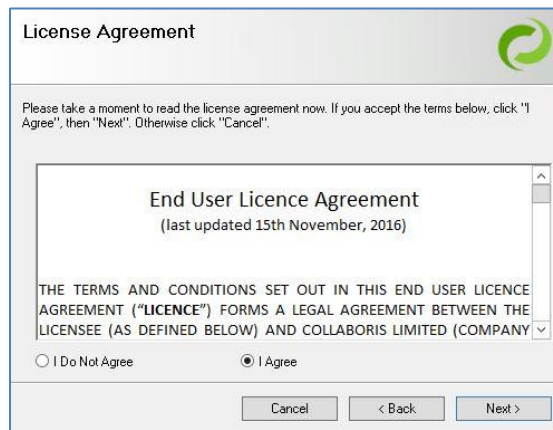 License Agreement
Please take a moment to read the license agreement now. If you accept the terms below, click "I
Agree", then "Next". Otherwise click "Cancel".
End User Licence Agreement
(last updated 15th November, 2016)
THE TERMS AND CONDITIONS SET OUT IN THIS END USER LICENCE
AGREEMENT ("LICENCE") FORMS A LEGAL AGREEMENT BETWEEN THE
LICENSEE (AS DEFINED BELOW) AND COLLABORIS LIMITED (COMPANY
I Do Not Agree
I Agree
Cancel
< Back
Next >